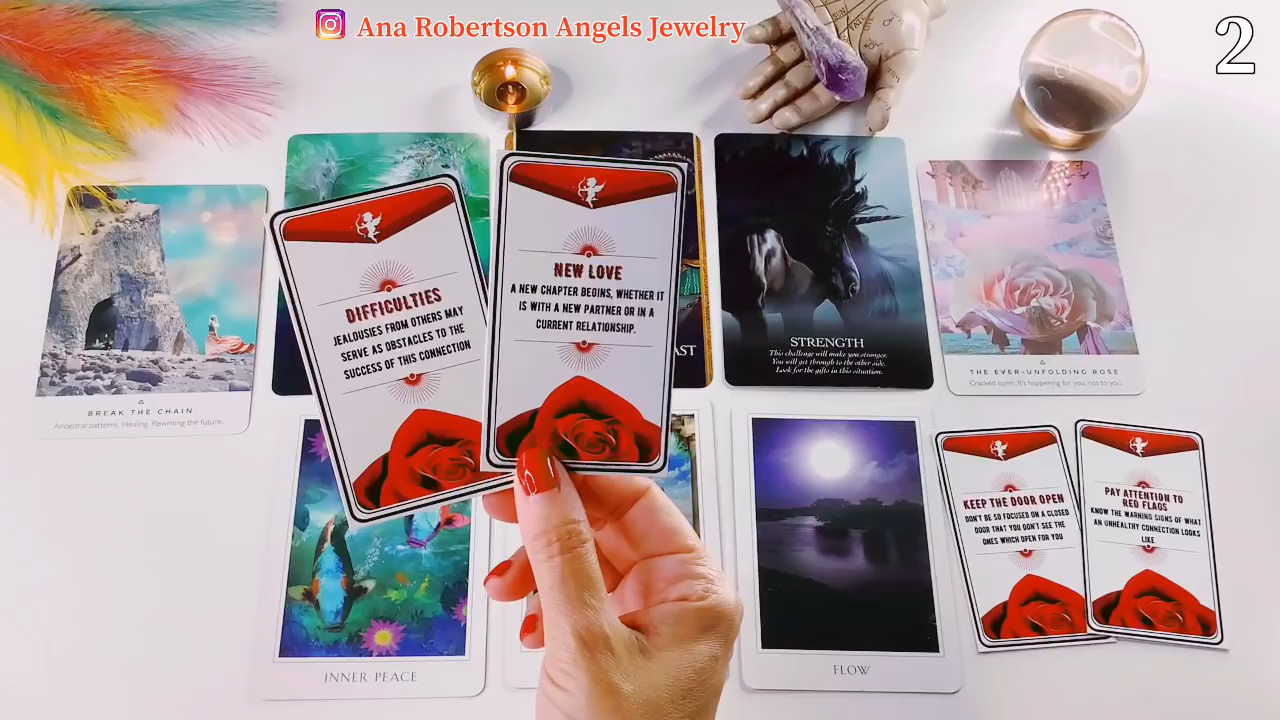 Ana Robertson Angels Jewelry
2
DIFFICULTIES
JEALOUSIES FROM OTHERS MAY
SERVE AS OBSTACLES TO THE
SUCCESS OF THIS CONNECTION
NEW LOVE
A NEW CHAPTER BEGINS, WHETHER IT
IS WITH A NEW PARTNER OR IN A
CURRENT RELATIONSHIP.
STRENGTH
This challenge will make you stronger.
You will get through to the other side.
Look for the gifts in this situation.
THE EVER-UNFOLDING ROSE
Cracked open. It's happening for you, not to you.
BREAK THE CHAIN
Ancestral patterns. Healing. Rewriting the future.
KEEP THE DOOR OPEN
DON'T BE SO FOCUSED ON A CLOSED
DOOR THAT YOU DON'T SEE THE
ONES WHICH OPEN FOR YOU
PAY ATTENTION TO
RED FLAGS
KNOW THE WARNING SIGNS OF WHAT
AN UNHEALTHY CONNECTION LOOKS
LIKE
INNER PEACE
FLOW